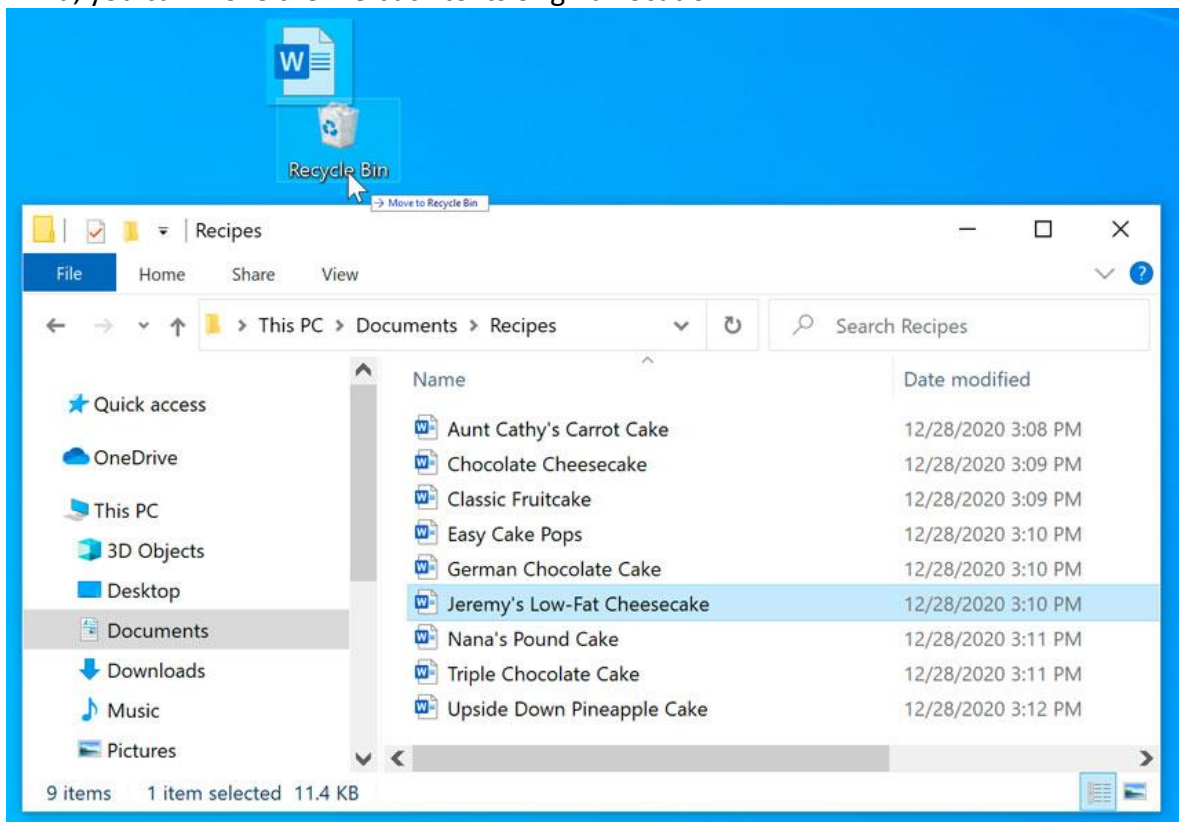 W
Recycle Bin
→ Move to Recycle Bin
Recipes
File Home Share View
?
This PC > Documents > Recipes
Search Recipes
Name Date modified
Quick access
OneDrive
This PC
3D Objects
Desktop
Documents
Downloads
Music
Pictures
Aunt Cathy's Carrot Cake 12/28/2020 3:08 PM
Chocolate Cheesecake 12/28/2020 3:09 PM
Classic Fruitcake 12/28/2020 3:09 PM
Easy Cake Pops 12/28/2020 3:10 PM
German Chocolate Cake 12/28/2020 3:10 PM
Jeremy's Low-Fat Cheesecake 12/28/2020 3:10 PM
Nana's Pound Cake 12/28/2020 3:11 PM
Triple Chocolate Cake 12/28/2020 3:11 PM
Upside Down Pineapple Cake 12/28/2020 3:12 PM
9 items 1 item selected 11.4 KB